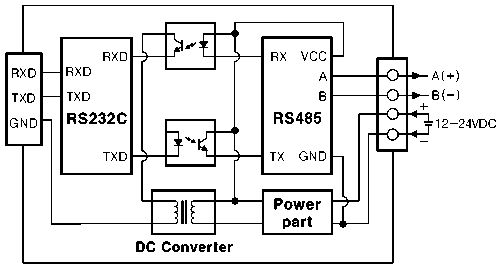 RXD
TXD
GND
RXD
TXD
RS232C
RXD
TXD
RX
VCC
A
B
RS485
TX
GND
A(+)
B(−)
+
12−24VDC
−
DC Converter
Power
part